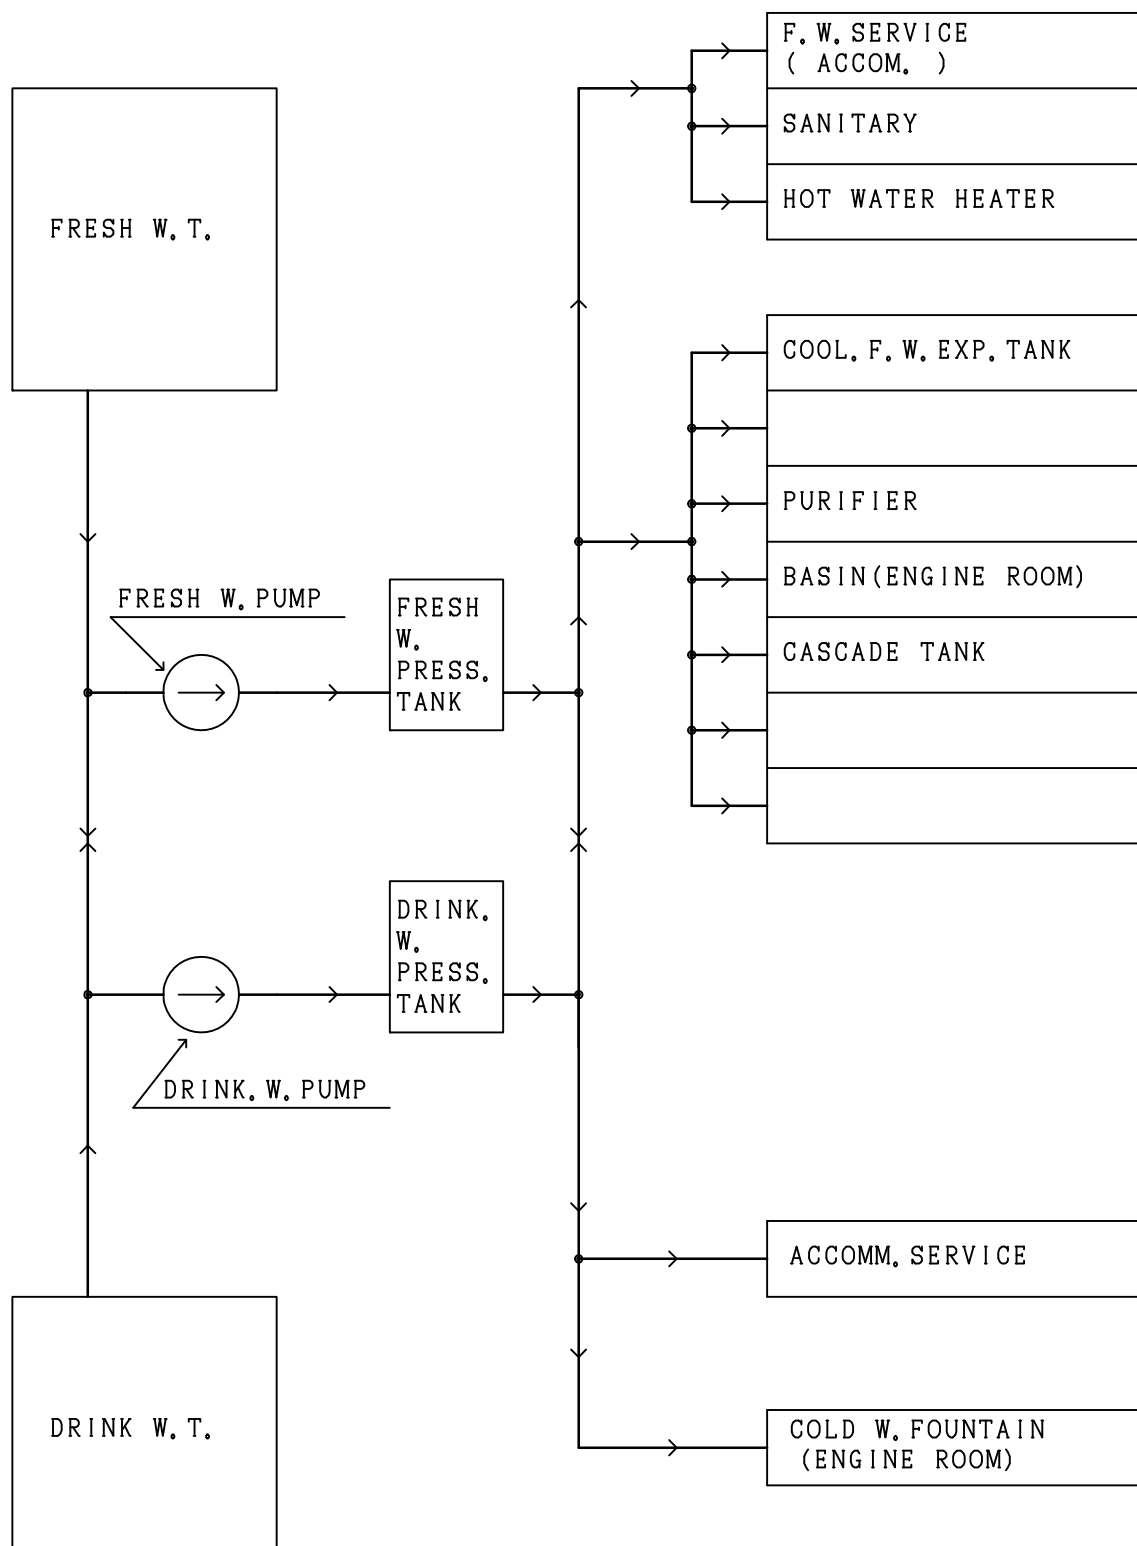 F.W.SERVICE
( ACCOM. )
SANITARY
HOT WATER HEATER
FRESH W.T.
COOL.F.W.EXP.TANK
PURIFIER
BASIN(ENGINE ROOM)
CASCADE TANK
FRESH W.PUMP
FRESH
W.
PRESS.
TANK
DRINK.
W.
PRESS.
TANK
DRINK.W.PUMP
ACCOMM.SERVICE
DRINK W.T.
COLD W.FOUNTAIN
(ENGINE ROOM)